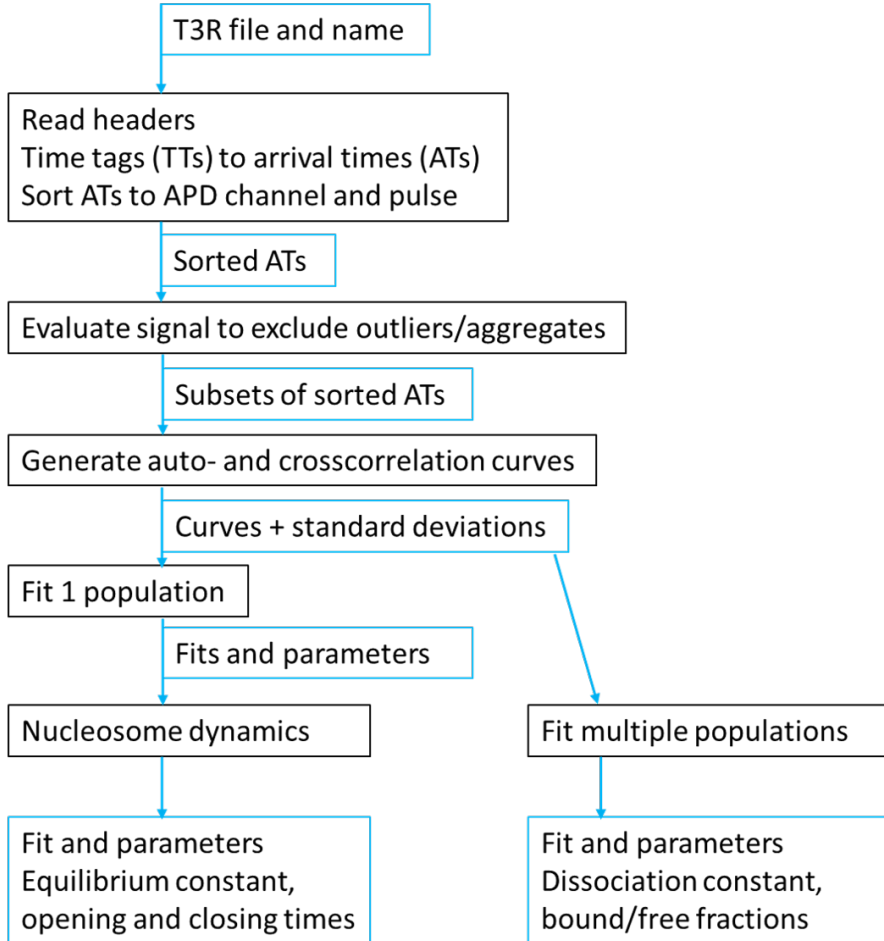 T3R file and name
Read headers
Time tags (TTs) to arrival times (ATs)
Sort ATs to APD channel and pulse
Sorted ATs
Evaluate signal to exclude outliers/aggregates
Subsets of sorted ATs
Generate auto- and crosscorrelation curves
Curves + standard deviations
Fit 1 population
Fits and parameters
Nucleosome dynamics
Fit multiple populations
Fit and parameters
Equilibrium constant,
opening and closing times
Fit and parameters
Dissociation constant,
bound/free fractions